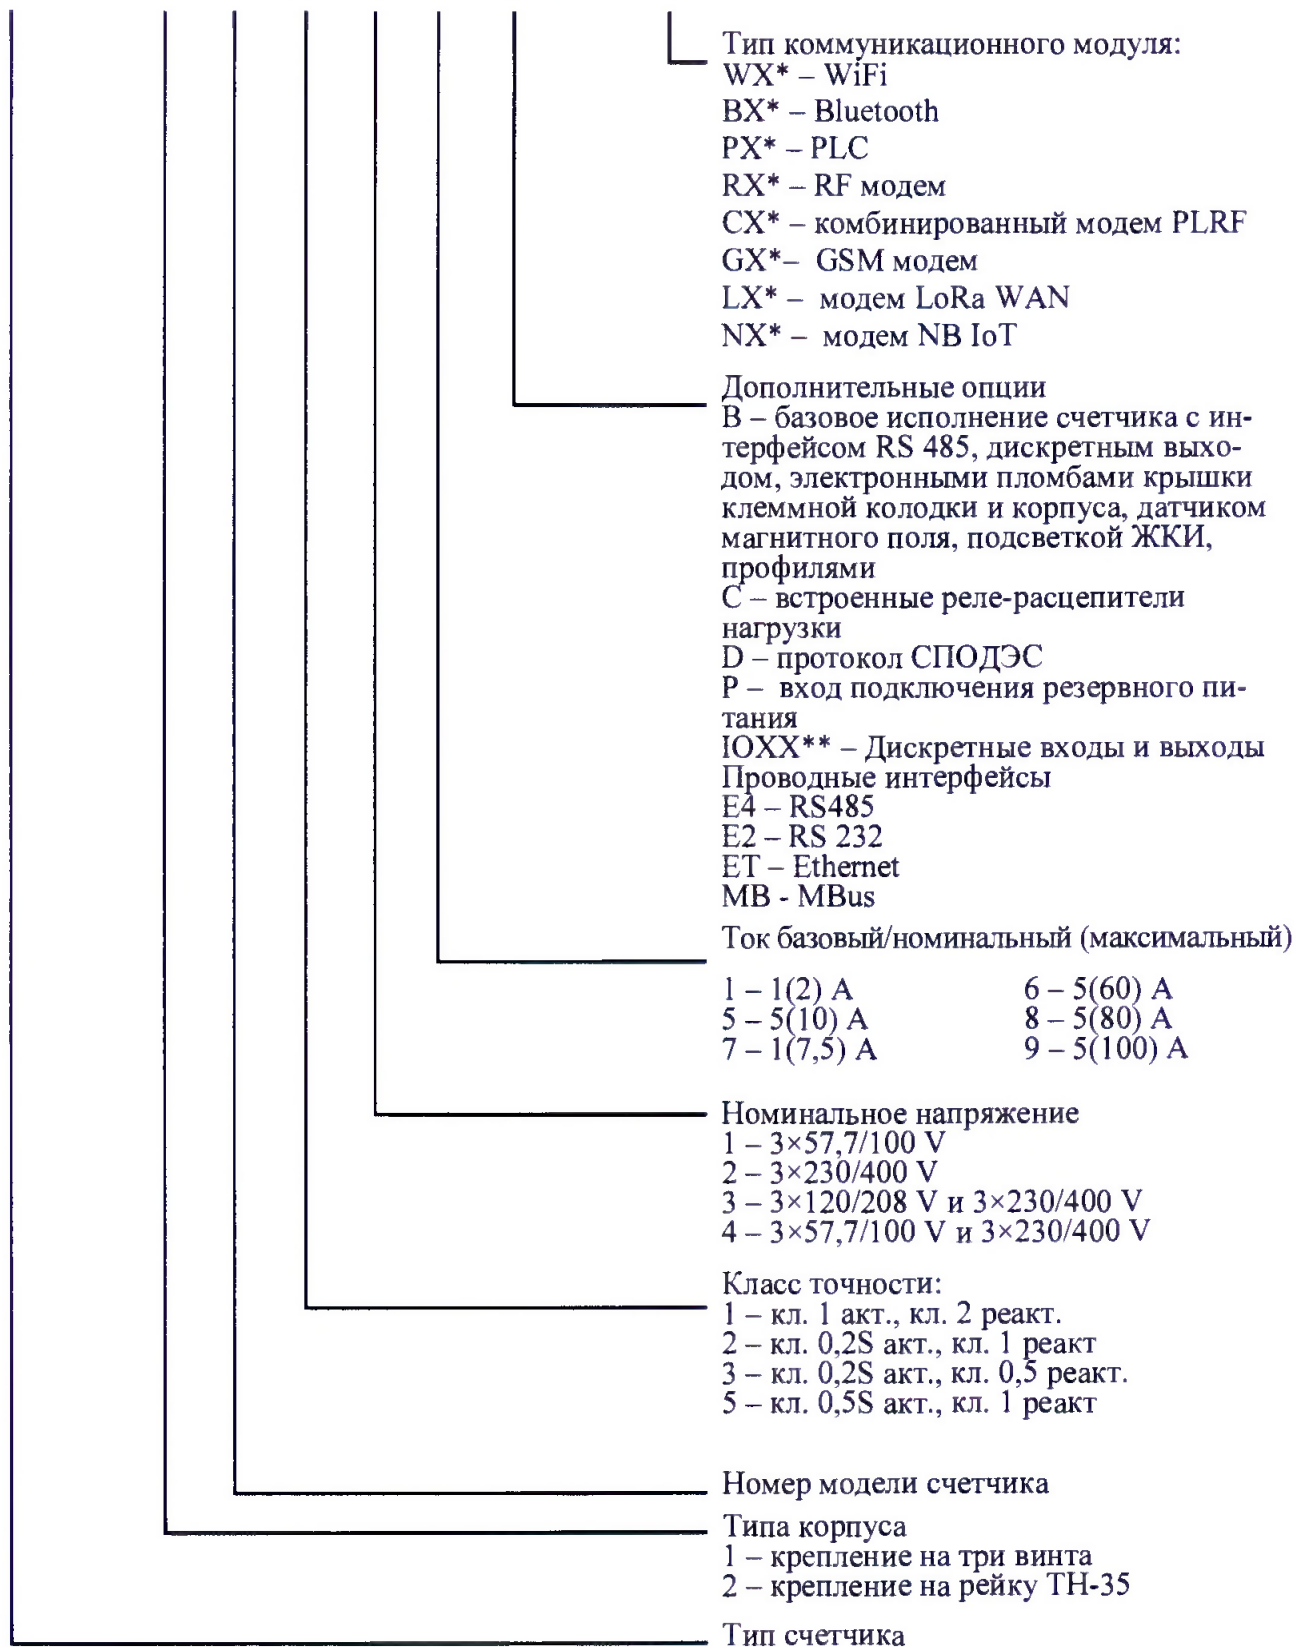 Тип коммуникационного модуля:
WX* – WiFi
BX* – Bluetooth
PX* – PLC
RX* – RF модем
CX* – комбинированный модем PLRF
GX*– GSM модем
LX* – модем LoRa WAN
NX* – модем NB IoT
Дополнительные опции
B – базовое исполнение счетчика с ин-
терфейсом RS 485, дискретным выхо-
дом, электронными пломбами крышки
клеммной колодки и корпуса, датчиком
магнитного поля, подсветкой ЖКИ,
профилями
C – встроенные реле-расцепители
нагрузки
D – протокол СПОДЭС
P – вход подключения резервного пи-
тания
IOXX** – Дискретные входы и выходы
Проводные интерфейсы
E4 – RS485
E2 – RS 232
ET – Ethernet
MB - MBus
Ток базовый/номинальный (максимальный)
1 – 1(2) А 6 – 5(60) А
5 – 5(10) А 8 – 5(80) А
7 – 1(7,5) А 9 – 5(100) А
Номинальное напряжение
1 – 3×57,7/100 V
2 – 3×230/400 V
3 – 3×120/208 V и 3×230/400 V
4 – 3×57,7/100 V и 3×230/400 V
Класс точности:
1 – кл. 1 акт., кл. 2 реакт.
2 – кл. 0,2S акт., кл. 1 реакт
3 – кл. 0,2S акт., кл. 0,5 реакт.
5 – кл. 0,5S акт., кл. 1 реакт
Номер модели счетчика
Типа корпуса
1 – крепление на три винта
2 – крепление на рейку ТН-35
Тип счетчика